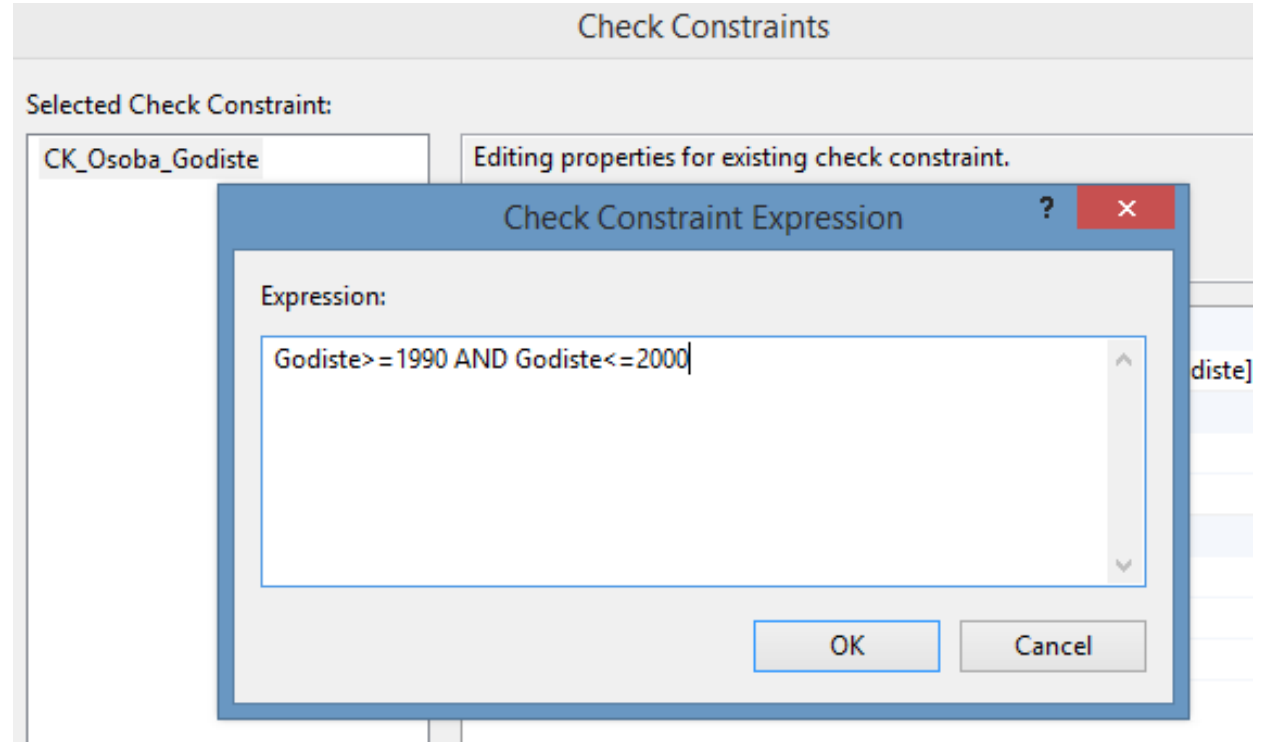 Check Constraints
Selected Check Constraint:
CK_Osoba_Godiste
Editing properties for existing check constraint.
Check Constraint Expression
?
×
Expression:
Godiste>=1990 AND Godiste<=2000
diste]
OK
Cancel